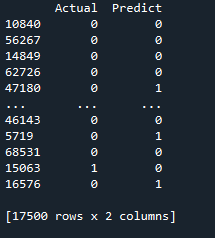 Actual Predict
10840 0 0
56267 0 0
14849 0 0
62726 0 0
47180 0 1
... ... ...
46143 0 0
5719 0 1
68531 0 0
15063 1 0
16576 0 1
[17500 rows x 2 columns]